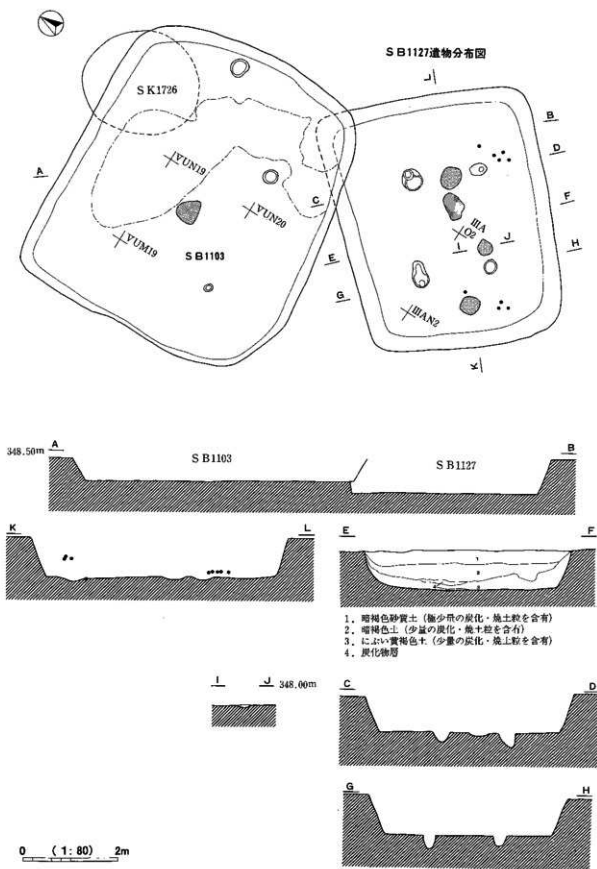 SB1127遺物分布図
L
SK1726
B
D
A
VUN19
C
F
ⅢA
O2
I
J
VUN20
H
VUM19
E
SB1103
G
ⅢAN2
K
348.50m
A
SB1103
SB1127
B
K
L
E
F
1. 暗褐色砂質土(極少量の炭化・焼土粒を含有)
2. 暗褐色土(少量の炭化・焼土粒を含有)
3. にぶい黄褐色土(少量の炭化・焼土粒を含有)
4. 炭化物層
I
J
348.00m
C
D
G
H
0 (1:80) 2m